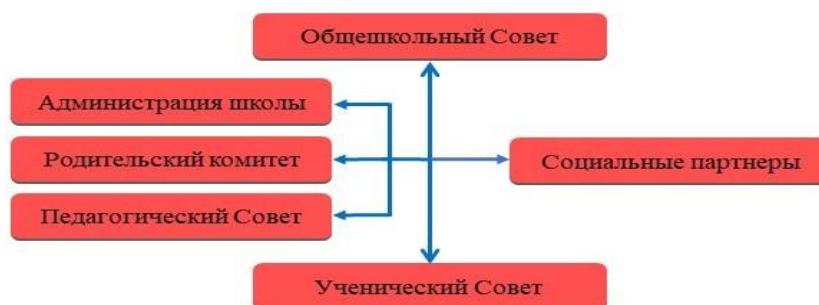 Общешкольный Совет
Администрация школы
Родительский комитет
Социальные партнеры
Педагогический Совет
Ученический Совет